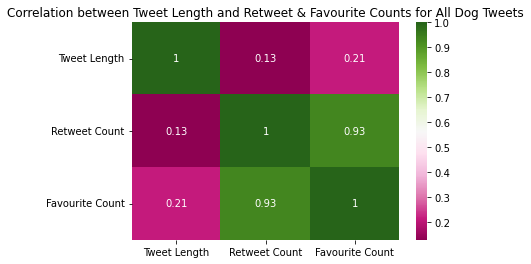 Correlation between Tweet Length and Retweet & Favourite Counts for All Dog Tweets
Tweet Length
1
0.13
0.21
Retweet Count
0.13
1
0.93
Favourite Count
0.21
0.93
1
Tweet Length
Retweet Count
Favourite Count
1.0
0.9
0.8
0.7
0.6
0.5
0.4
0.3
0.2